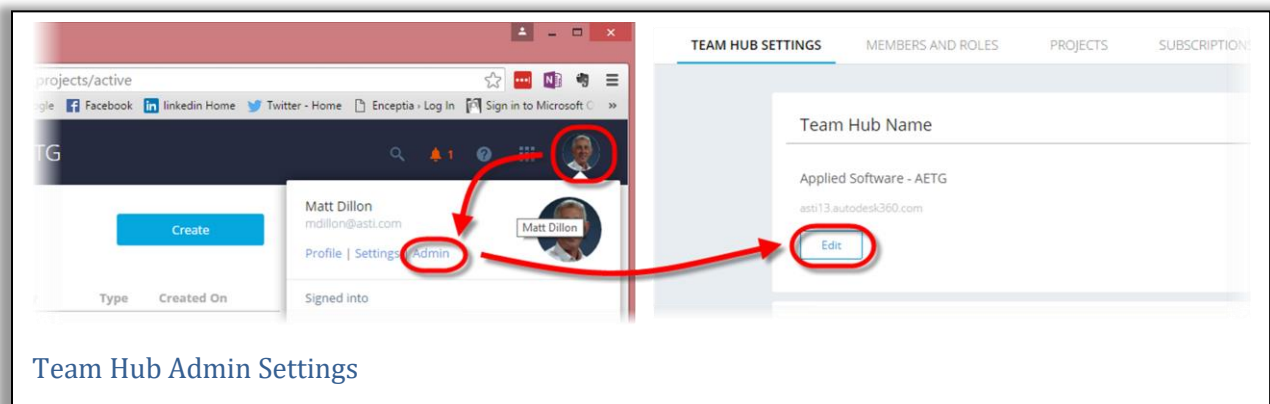 projects/active
gle Facebook linkedin Home Twitter - Home Enceptia › Log In Sign in to Microsoft »
TG
1
Matt Dillon
mdillon@asti.com
Matt Dillon
Create
Profile | Settings Admin
Type Created On
Signed into
TEAM HUB SETTINGS MEMBERS AND ROLES PROJECTS SUBSCRIPTIONS
Team Hub Name
Applied Software - AETG
asti13.autodesk360.com
Edit
Team Hub Admin Settings